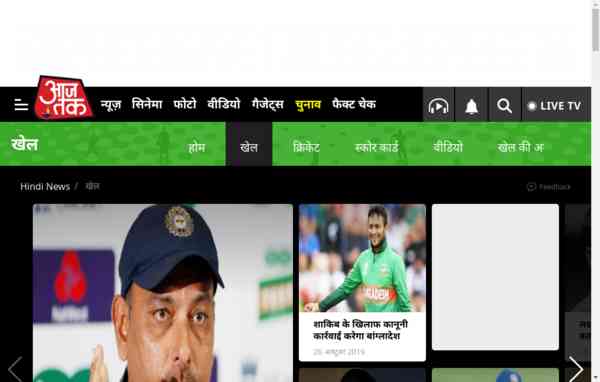 आज
तक
न्यूज़ सिनेमा फोटो वीडियो गैजेट्स चुनाव फैक्ट चेक
LIVE TV
खेल
होम खेल क्रिकेट स्कोर कार्ड वीडियो खेल की अ
Hindi News / खेल
Feedback
शाकिब के खिलाफ कानूनी
कार्रवाई करेगा बांग्लादेश
26 अक्टूबर 2019